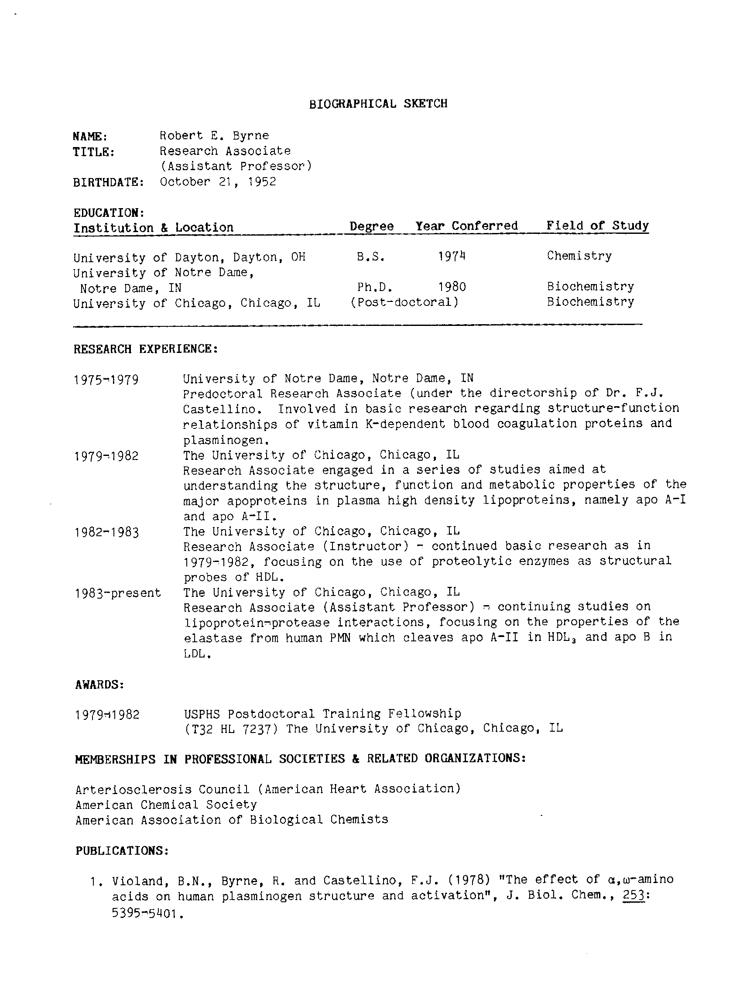 BIOGRAPHICAL SKETCH
NAME: Robert E. Byrne
TITLE: Research Associate
(Assistant Professor)
BIRTHDATE: October 21, 1952
EDUCATION:
Institution & Location Degree Year Conferred Field of Study
University of Dayton, Dayton, OH B.S. 1974 Chemistry
University of Notre Dame,
Notre Dame, IN Ph.D. 1980 Biochemistry
University of Chicago, Chicago, IL (Post-doctoral) Biochemistry
RESEARCH EXPERIENCE:
1975-1979 University of Notre Dame, Notre Dame, IN
Predoctoral Research Associate (under the directorship of Dr. F.J.
Castellino. Involved in basic research regarding structure-function
relationships of vitamin K-dependent blood coagulation proteins and
plasminogen.
1979-1982 The University of Chicago, Chicago, IL
Research Associate engaged in a series of studies aimed at
understanding the structure, function and metabolic properties of the
major apoproteins in plasma high density lipoproteins, namely apo A-I
and apo A-II.
1982-1983 The University of Chicago, Chicago, IL
Research Associate (Instructor) - continued basic research as in
1979-1982, focusing on the use of proteolytic enzymes as structural
probes of HDL.
1983-present The University of Chicago, Chicago, IL
Research Associate (Assistant Professor) - continuing studies on
lipoprotein-protease interactions, focusing on the properties of the
elastase from human PMN which cleaves apo A-II in HDL₃ and apo B in
LDL.
AWARDS:
1979-1982 USPHS Postdoctoral Training Fellowship
(T32 HL 7237) The University of Chicago, Chicago, IL
MEMBERSHIPS IN PROFESSIONAL SOCIETIES & RELATED ORGANIZATIONS:
Arteriosclerosis Council (American Heart Association)
American Chemical Society
American Association of Biological Chemists
PUBLICATIONS:
1. Violand, B.N., Byrne, R. and Castellino, F.J. (1978) "The effect of α,ω-amino
acids on human plasminogen structure and activation", J. Biol. Chem., 253:
5395-5401.